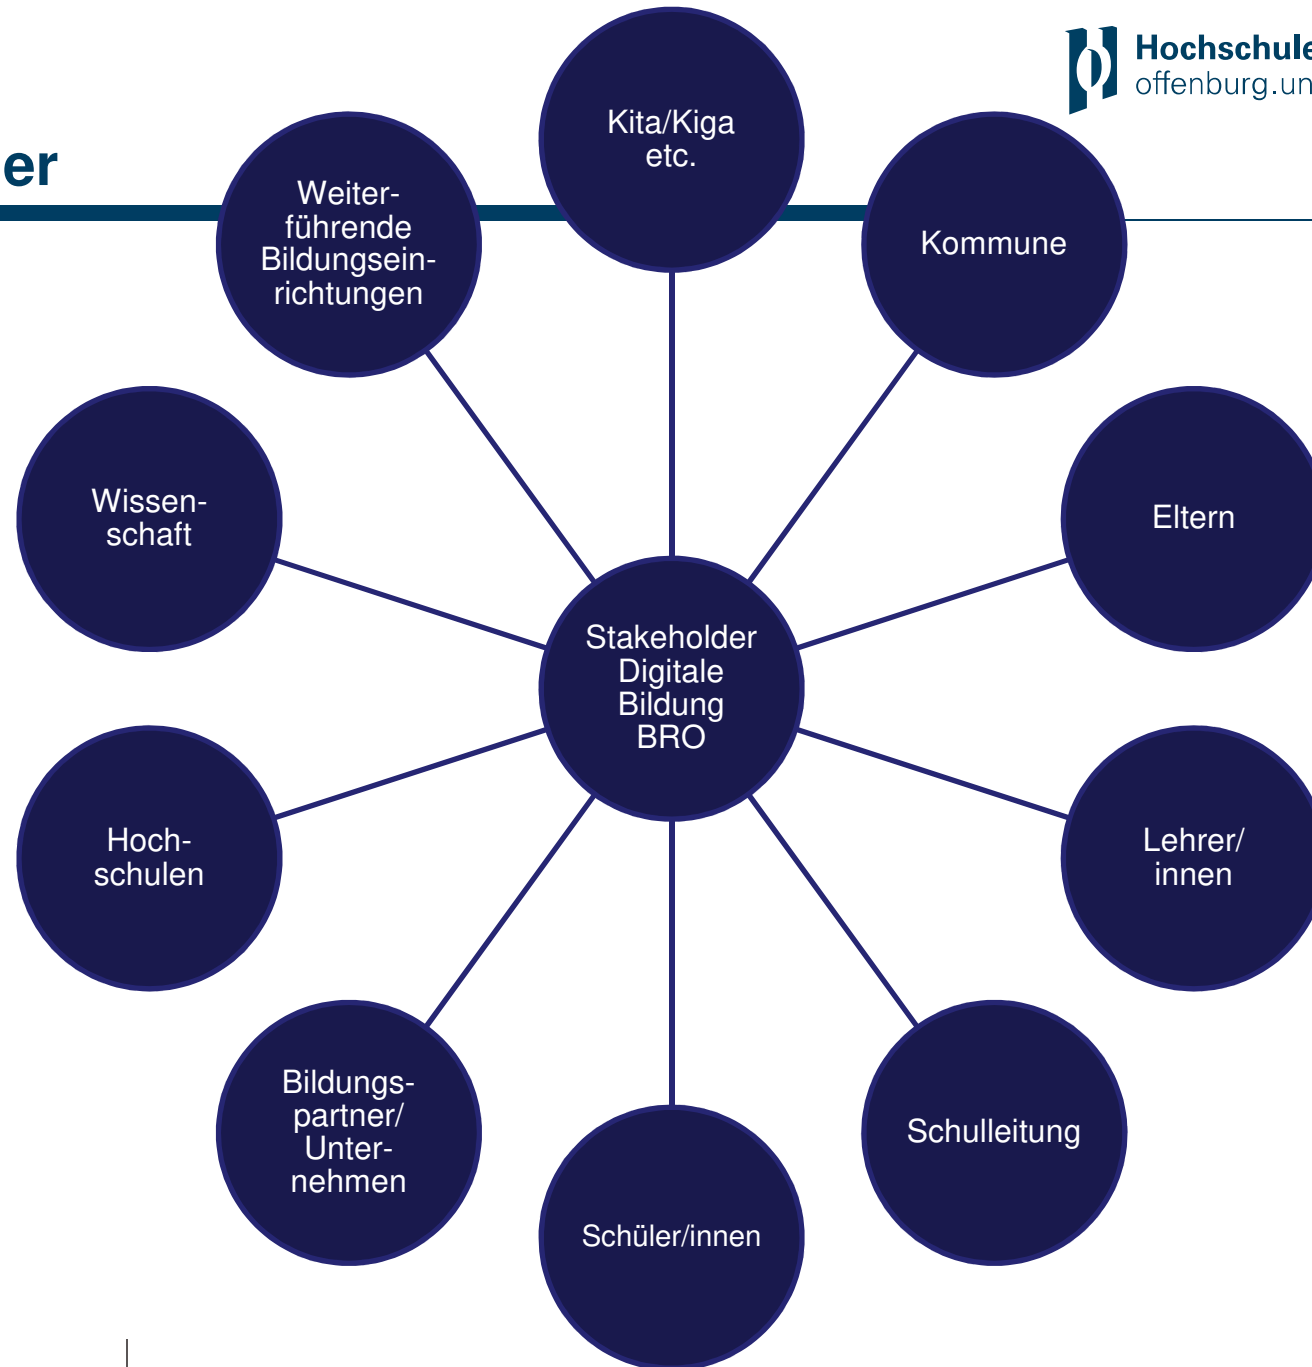 Hochschule
offenburg.un
er
Kita/Kiga
etc.
Weiter-
führende
Bildungsein-
richtungen
Kommune
Wissen-
schaft
Eltern
Stakeholder
Digitale
Bildung
BRO
Hoch-
schulen
Lehrer/
innen
Bildungs-
partner/
Unter-
nehmen
Schulleitung
Schüler/innen